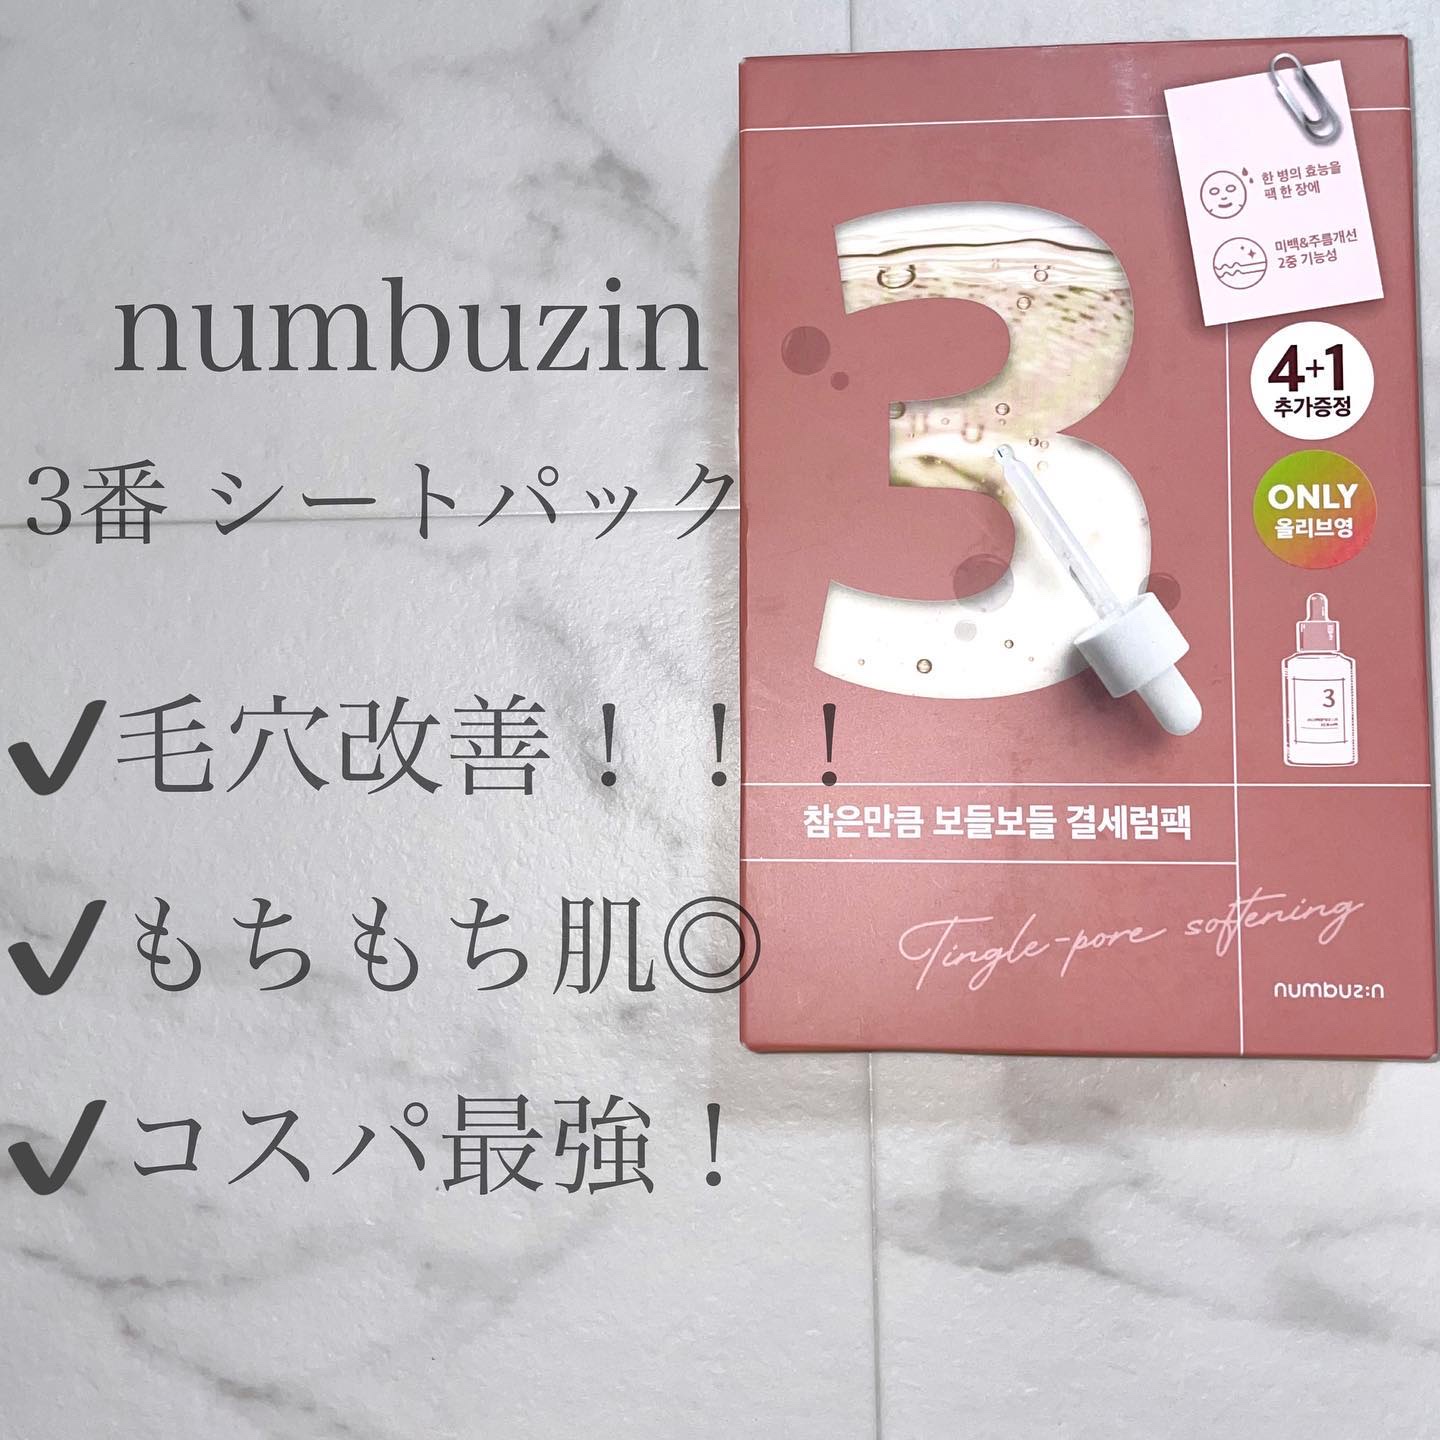 numbuzin
3番 シートパック
✔毛穴改善！！！
✔もちもち肌◎
✔コスパ最強！
한 병의 효능을
팩 한 장에
미백&주름개선
2중 기능성
4+1
추가증정
ONLY
올리브영
3
3
참은만큼 보들보들 결세럼팩
Tingle-pore softening
numbuz:n